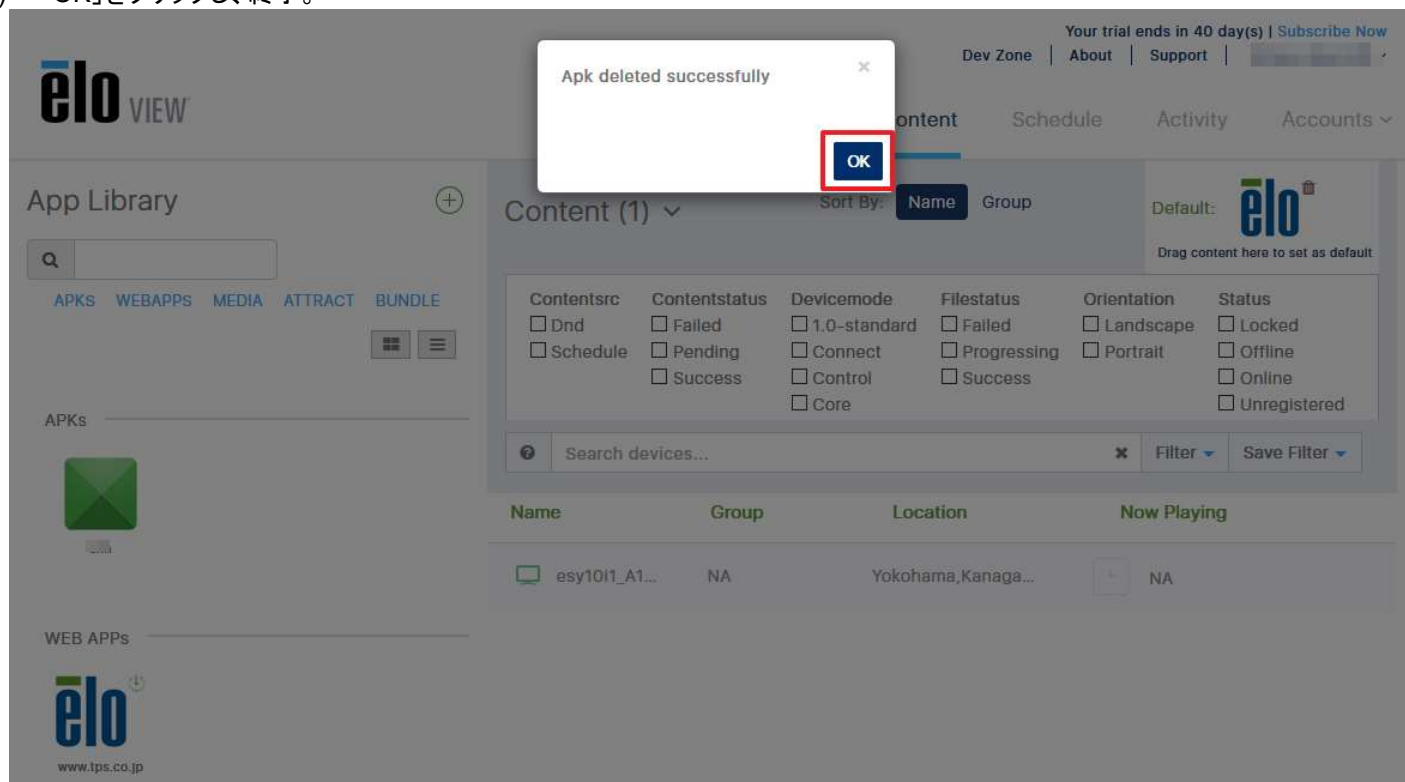 OK]をクリックし、終了。
Your trial ends in 40 day(s) | Subscribe Now
Dev Zone | About | Support |
elo VIEW
Apk deleted successfully ×
OK
ontent Schedule Activity Accounts
App Library
APKs WEBAPPS MEDIA ATTRACT BUNDLE
APKs
WEB APPs
elo
www.tps.co.jp
Content (1)
Sort By: Name Group
Default: elo
Drag content here to set as default
Contentsrc Contentstatus Devicemode Filestatus Orientation Status
Dnd Failed 1.0-standard Failed Landscape Locked
Schedule Pending Connect Progressing Portrait Offline
Success Control Success Online
Core Unregistered
Search devices... Filter Save Filter
Name Group Location Now Playing
esy10i1_A1... NA Yokohama,Kanaga... NA